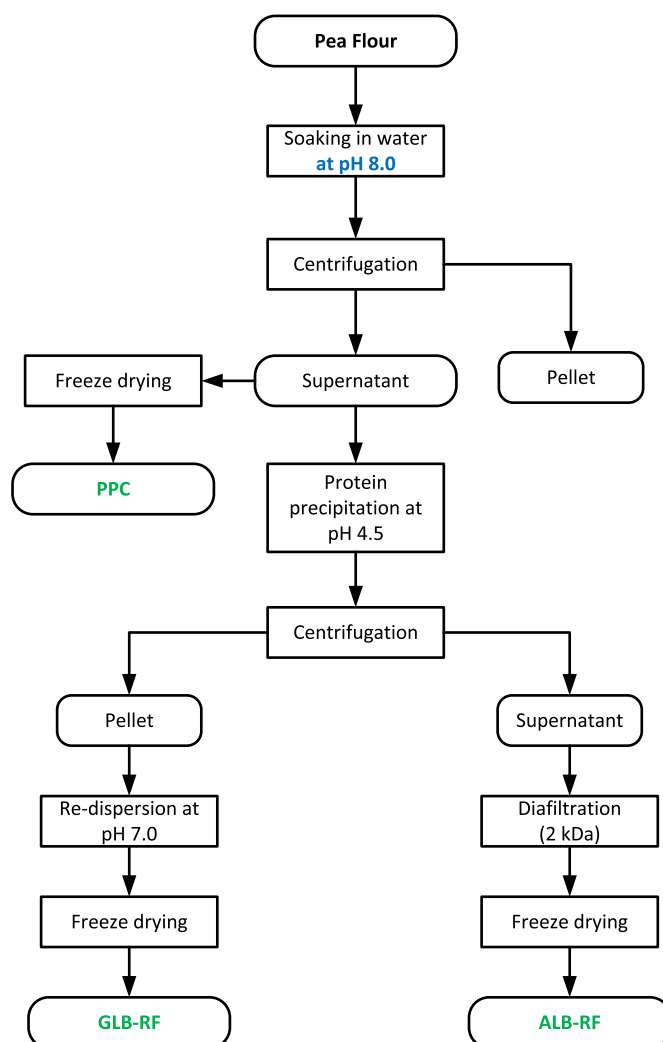 Pea Flour
Soaking in water
at pH 8.0
Centrifugation
Freeze drying
Supernatant
Pellet
PPC
Protein
precipitation at
pH 4.5
Centrifugation
Pellet
Supernatant
Re-dispersion at
pH 7.0
Diafiltration
(2 kDa)
Freeze drying
Freeze drying
GLB-RF
ALB-RF